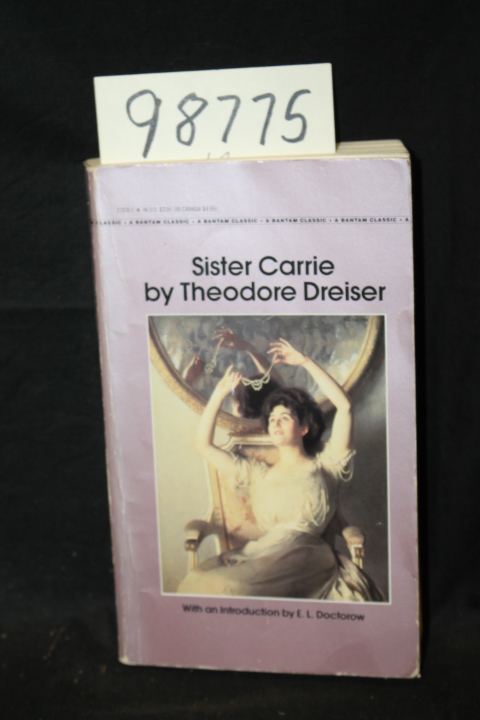 98775
CLASSIC • A BANTAM CLASSIC • A BANTAM CLASSIC • A BANTAM CLASSIC • A BANTAM CLASSIC • A
Sister Carrie
by Theodore Dreiser
With an Introduction by E. L. Doctorow